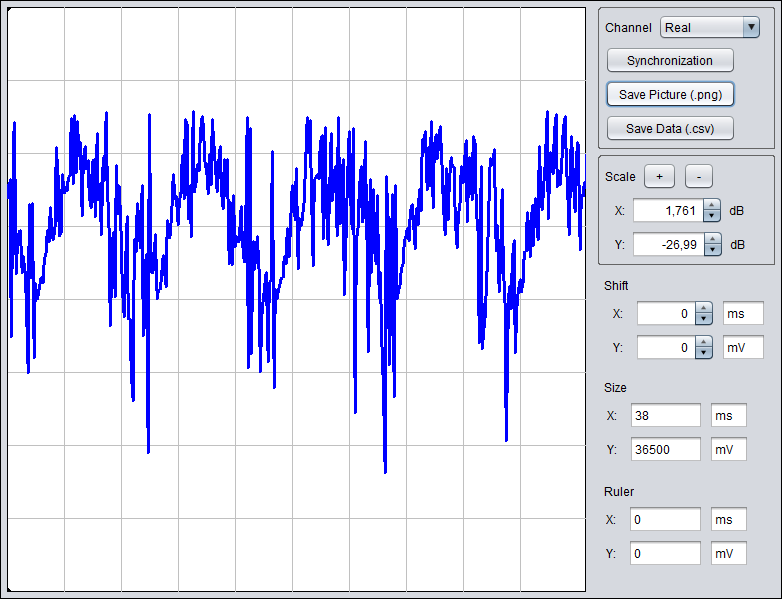 Channel Real
Synchronization
Save Picture (.png)
Save Data (.csv)
Scale + -
X: 1,761 dB
Y: -26,99 dB
Shift
X: 0 ms
Y: 0 mV
Size
X: 38 ms
Y: 36500 mV
Ruler
X: 0 ms
Y: 0 mV